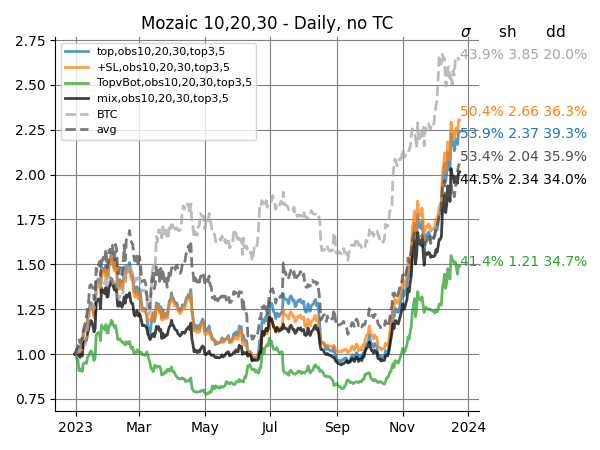 Mozaic 10,20,30 - Daily, no TC
σ sh dd
2.75
2.50
2.25
2.00
1.75
1.50
1.25
1.00
0.75
top,obs10,20,30,top3,5
+SL,obs10,20,30,top3,5
TopvBot,obs10,20,30,top3,5
mix,obs10,20,30,top3,5
BTC
avg
43.9% 3.85 20.0%
50.4% 2.66 36.3%
53.9% 2.37 39.3%
53.4% 2.04 35.9%
44.5% 2.34 34.0%
41.4% 1.21 34.7%
2023 Mar May Jul Sep Nov 2024